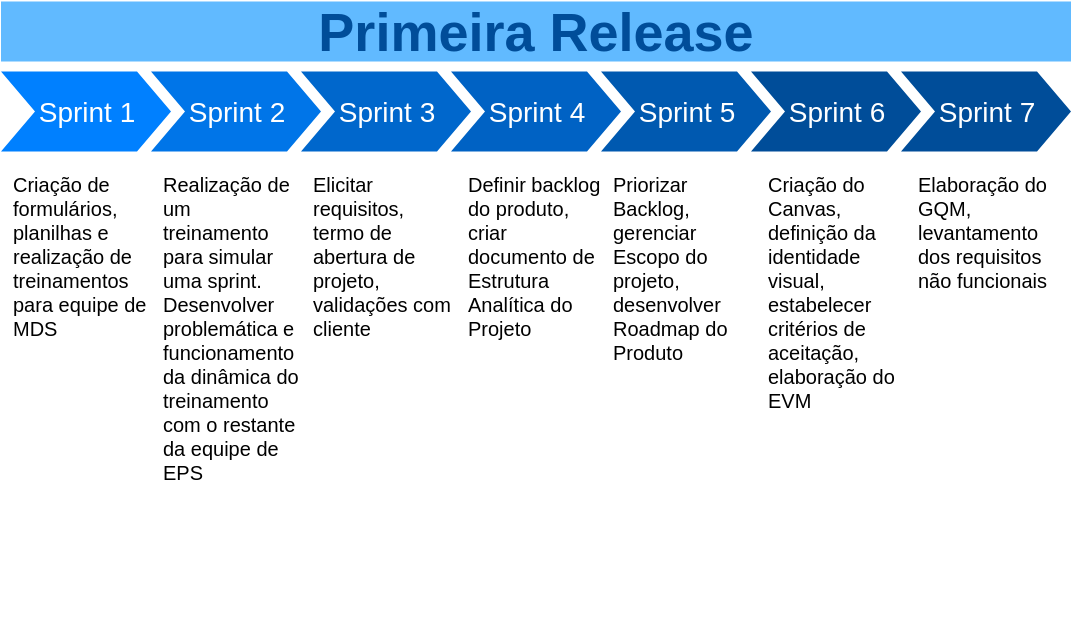 Primeira Release
Sprint 1
Sprint 2
Sprint 3
Sprint 4
Sprint 5
Sprint 6
Sprint 7
Criação de
formulários,
planilhas e
realização de
treinamentos
para equipe de
MDS
Realização de
um
treinamento
para simular
uma sprint.
Desenvolver
problemática e
funcionamento
da dinâmica do
treinamento
com o restante
da equipe de
EPS
Elicitar
requisitos,
termo de
abertura de
projeto,
validações com
cliente
Definir backlog
do produto,
criar
documento de
Estrutura
Analítica do
Projeto
Priorizar
Backlog,
gerenciar
Escopo do
projeto,
desenvolver
Roadmap do
Produto
Criação do
Canvas,
definição da
identidade
visual,
estabelecer
critérios de
aceitação,
elaboração do
EVM
Elaboração do
GQM,
levantamento
dos requisitos
não funcionais